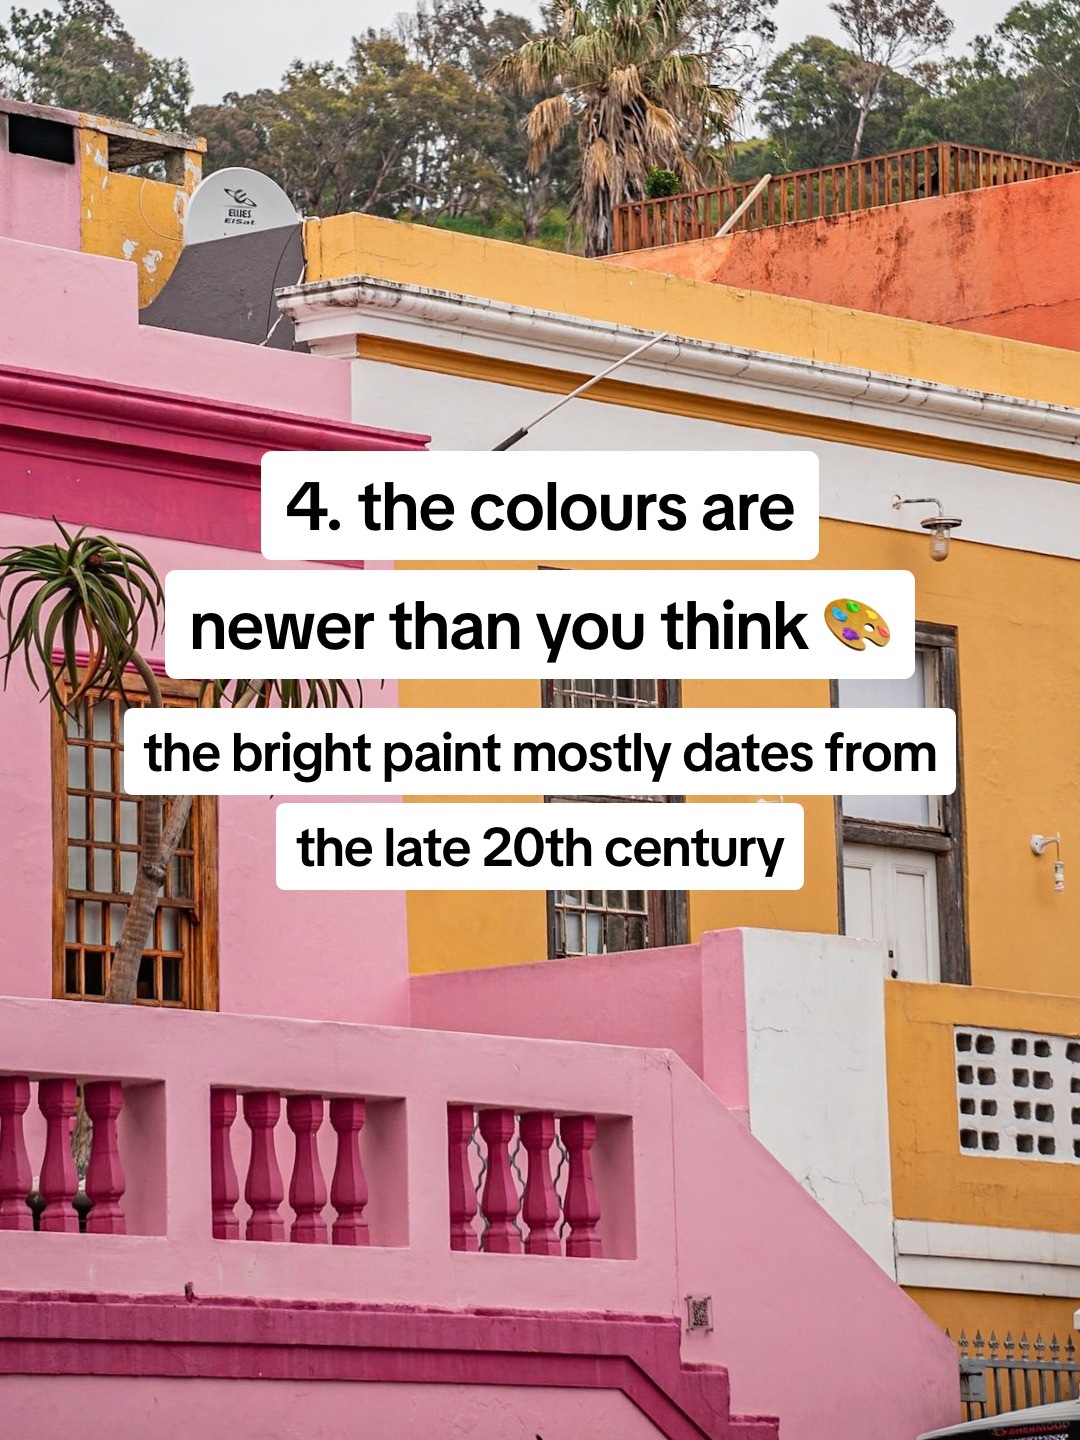 ELLIES
ElSat
4. the colours are
newer than you think 🎨
the bright paint mostly dates from
the late 20th century